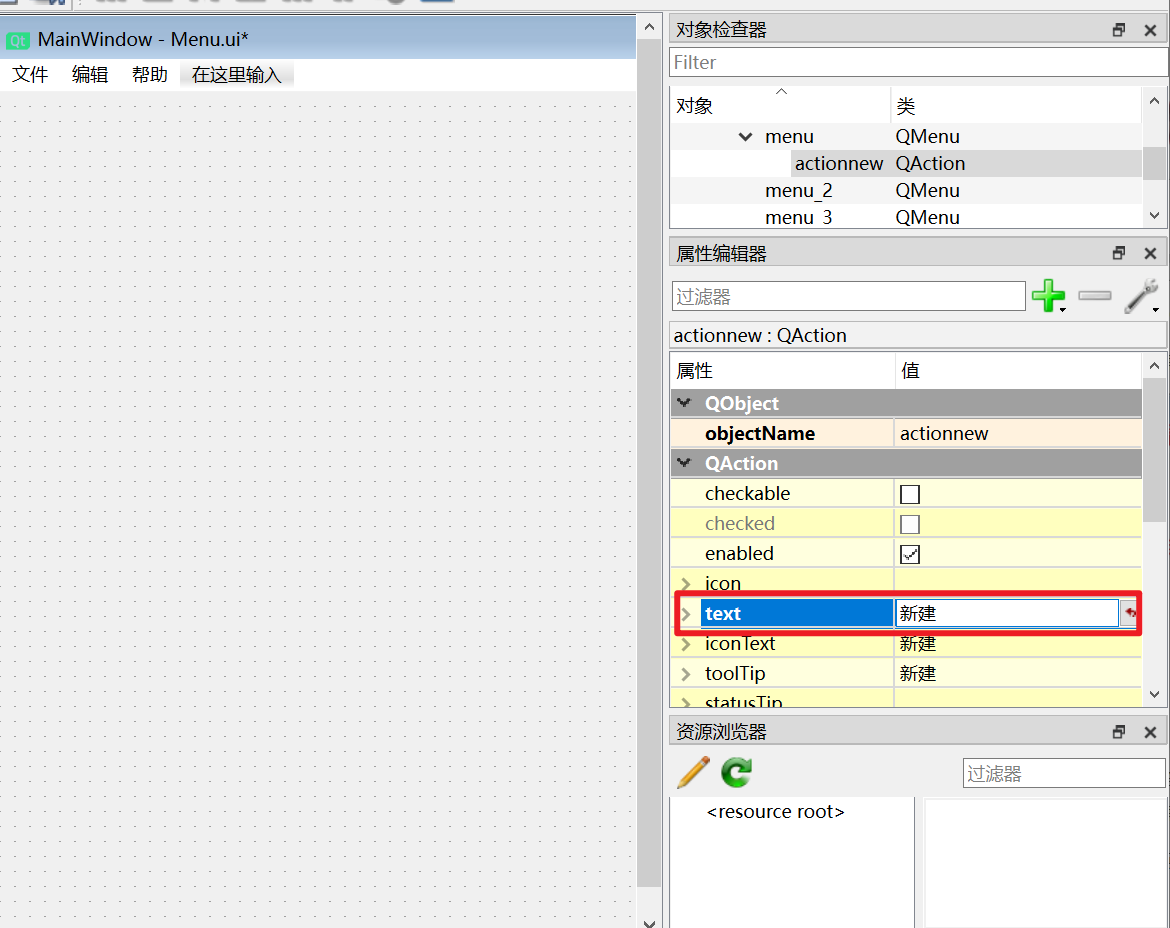 MainWindow - Menu.ui*
文件 编辑 帮助 在这里输入
对象检查器
Filter
对象 类
menu QMenu
actionnew QAction
menu_2 QMenu
menu_3 QMenu
属性编辑器
过滤器
actionnew : QAction
属性 值
QObject
objectName actionnew
QAction
checkable
checked
enabled
icon
text 新建
iconText 新建
toolTip 新建
statusTip
资源浏览器
过滤器
<resource root>